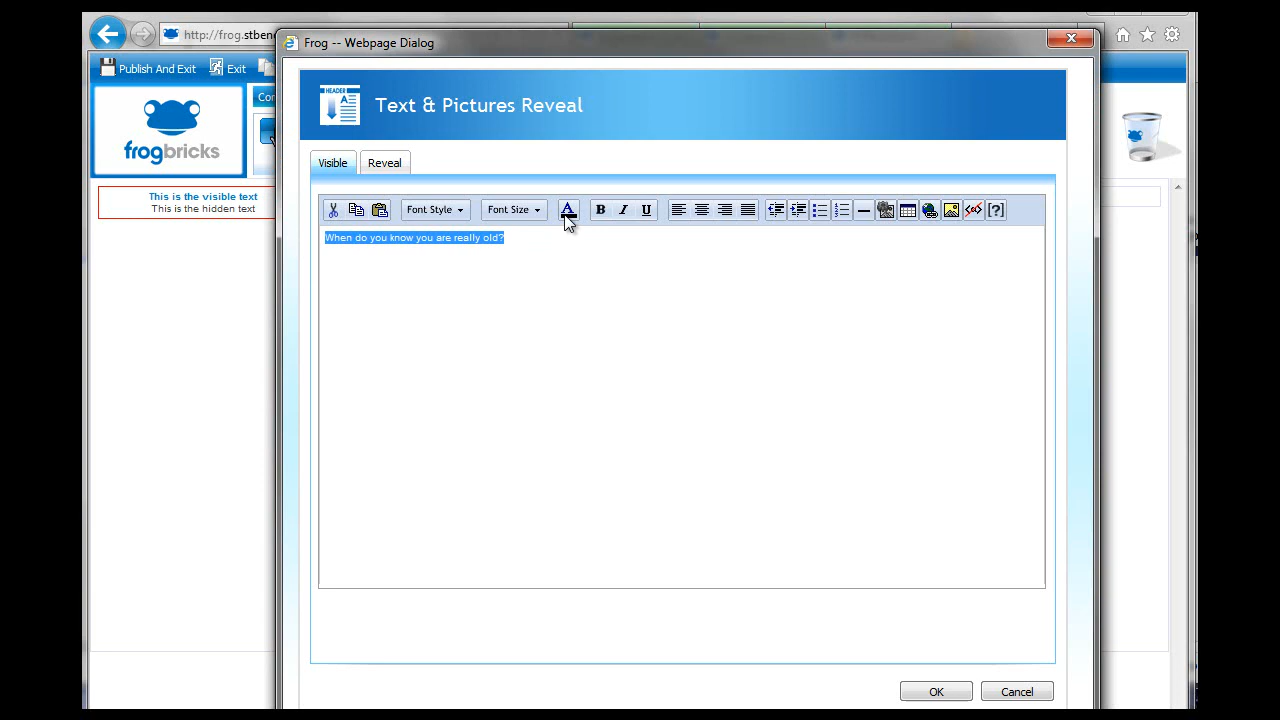 http://frog.stben
Frog -- Webpage Dialog
Publish And Exit
Exit
Con
frogbricks
HEADER
A
Text & Pictures Reveal
Visible
Reveal
This is the visible text
This is the hidden text
Font Style
Font Size
A
B
I
U
[?]
When do you know you are really old?
OK
Cancel